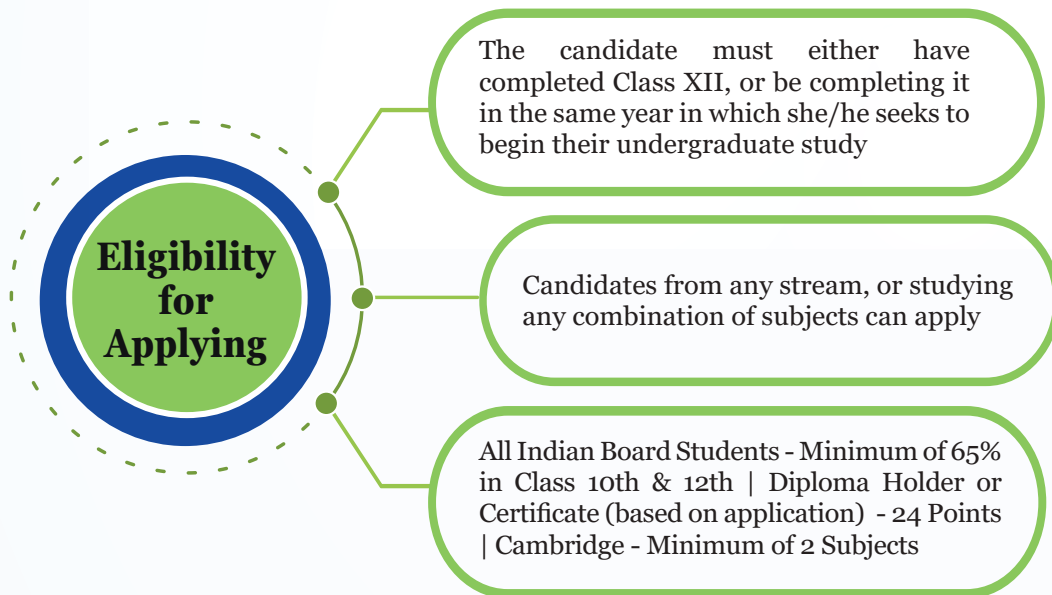 Eligibility
for
Applying
The candidate must either have
completed Class XII, or be completing it
in the same year in which she/he seeks to
begin their undergraduate study
Candidates from any stream, or studying
any combination of subjects can apply
All Indian Board Students - Minimum of 65%
in Class 10th & 12th | Diploma Holder or
Certificate (based on application) - 24 Points
| Cambridge - Minimum of 2 Subjects